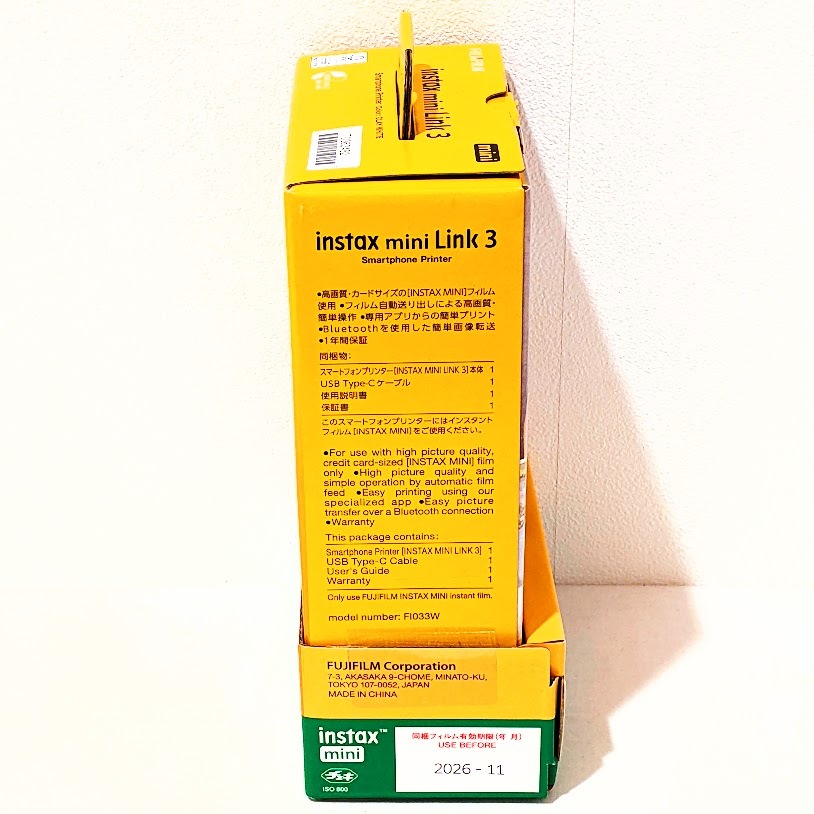 instax mini Link 3
mini
instax mini Link 3
Smartphone Printer
●高画質・カードサイズの[INSTAX MINI]フィルム
使用 ●フィルム自動送り出しによる高画質・
簡単操作 ●専用アプリからの簡単プリント
●Bluetoothを使用した簡単画像転送
●1年間保証
同梱物：
スマートフォンプリンター[INSTAX MINI LINK 3]本体 1
USB Type-Cケーブル 1
使用説明書 1
保証書 1
このスマートフォンプリンターにはインスタント
フィルム[INSTAX MINI]をご使用ください。
●For use with high picture quality,
credit card-sized [INSTAX MINI] film
only ●High picture quality and
simple operation by automatic film
feed ●Easy printing using our
specialized app ●Easy picture
transfer over a Bluetooth connection
●Warranty
This package contains:
Smartphone Printer [INSTAX MINI LINK 3] 1
USB Type-C Cable 1
User's Guide 1
Warranty 1
Only use FUJIFILM INSTAX MINI instant film.
model number: FI033W
FUJIFILM Corporation
7-3, AKASAKA 9-CHOME, MINATO-KU,
TOKYO 107-0052, JAPAN
MADE IN CHINA
instax™
mini
チェキ
ISO 800
同梱フィルム有効期限(年 月)
USE BEFORE
2026 - 11